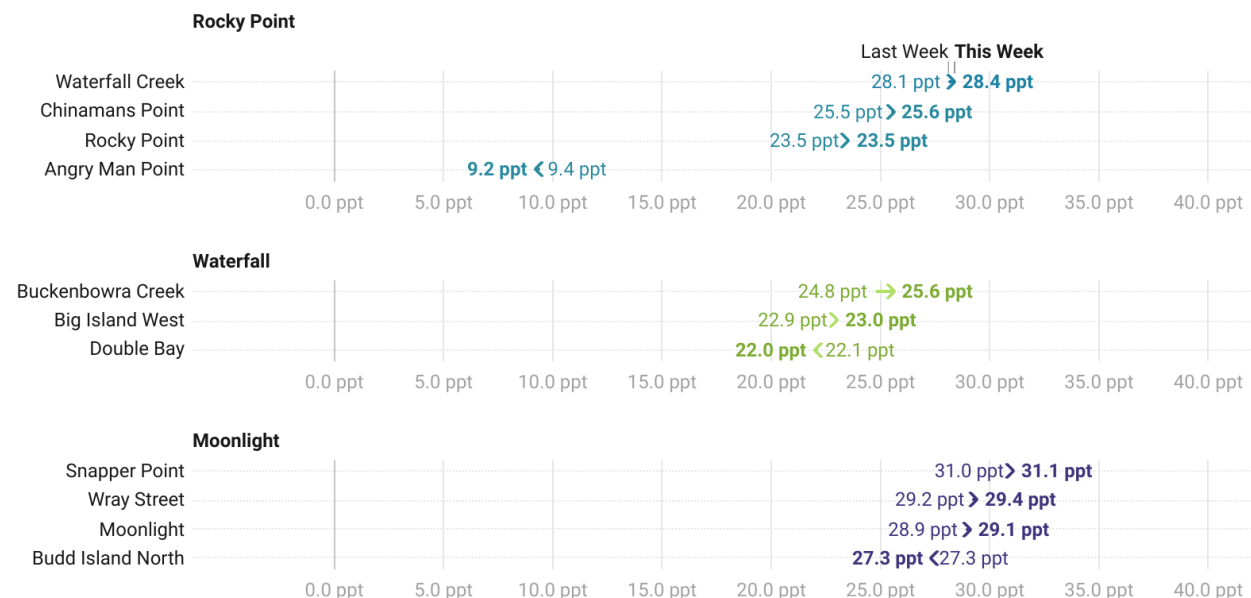 Rocky Point
Last Week This Week
Waterfall Creek 28.1 ppt 28.4 ppt
Chinamans Point 25.5 ppt 25.6 ppt
Rocky Point 23.5 ppt 23.5 ppt
Angry Man Point 9.2 ppt 9.4 ppt
0.0 ppt 5.0 ppt 10.0 ppt 15.0 ppt 20.0 ppt 25.0 ppt 30.0 ppt 35.0 ppt 40.0 ppt
Waterfall
Buckenbowra Creek 24.8 ppt 25.6 ppt
Big Island West 22.9 ppt 23.0 ppt
Double Bay 22.0 ppt 22.1 ppt
0.0 ppt 5.0 ppt 10.0 ppt 15.0 ppt 20.0 ppt 25.0 ppt 30.0 ppt 35.0 ppt 40.0 ppt
Moonlight
Snapper Point 31.0 ppt 31.1 ppt
Wray Street 29.2 ppt 29.4 ppt
Moonlight 28.9 ppt 29.1 ppt
Budd Island North 27.3 ppt 27.3 ppt
0.0 ppt 5.0 ppt 10.0 ppt 15.0 ppt 20.0 ppt 25.0 ppt 30.0 ppt 35.0 ppt 40.0 ppt